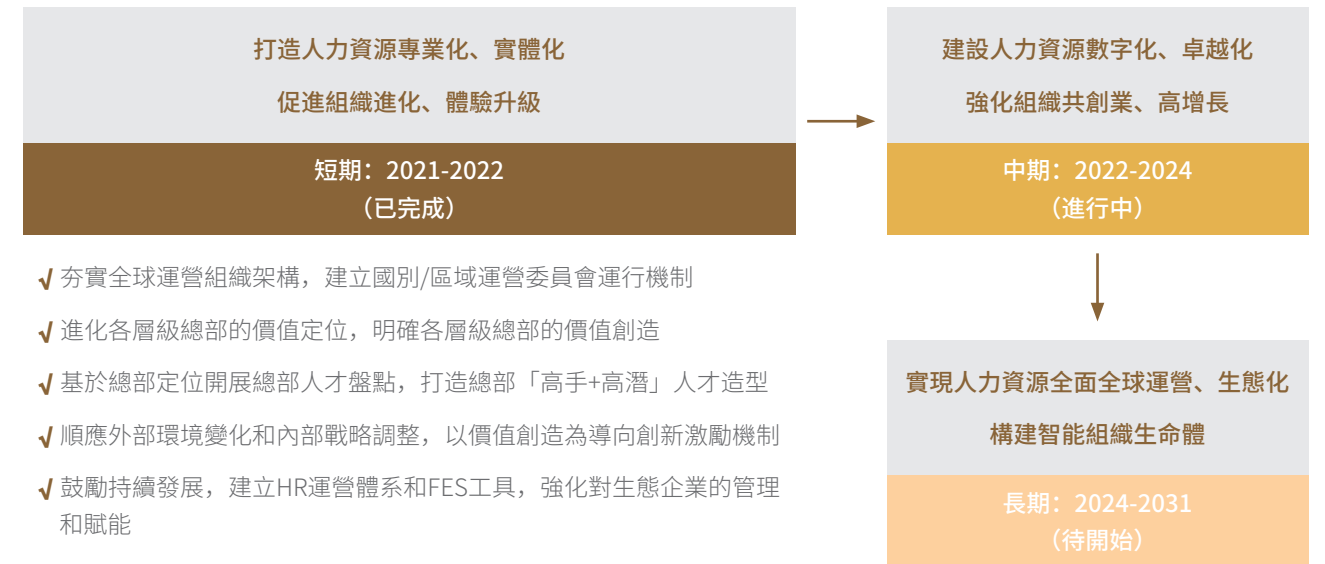 打造人力資源專業化、實體化
促進組織進化、體驗升級
短期：2021-2022
（已完成）
√ 夯實全球運營組織架構，建立國別/區域運營委員會運行機制
√ 進化各層級總部的價值定位，明確各層級總部的價值創造
√ 基於總部定位開展總部人才盤點，打造總部「高手+高潛」人才造型
√ 順應外部環境變化和內部戰略調整，以價值創造為導向創新激勵機制
√ 鼓勵持續發展，建立HR運營體系和FES工具，強化對生態企業的管理
和賦能
建設人力資源數字化、卓越化
強化組織共創業、高增長
中期：2022-2024
（進行中）
實現人力資源全面全球運營、生態化
構建智能組織生命體
長期：2024-2031
（待開始）